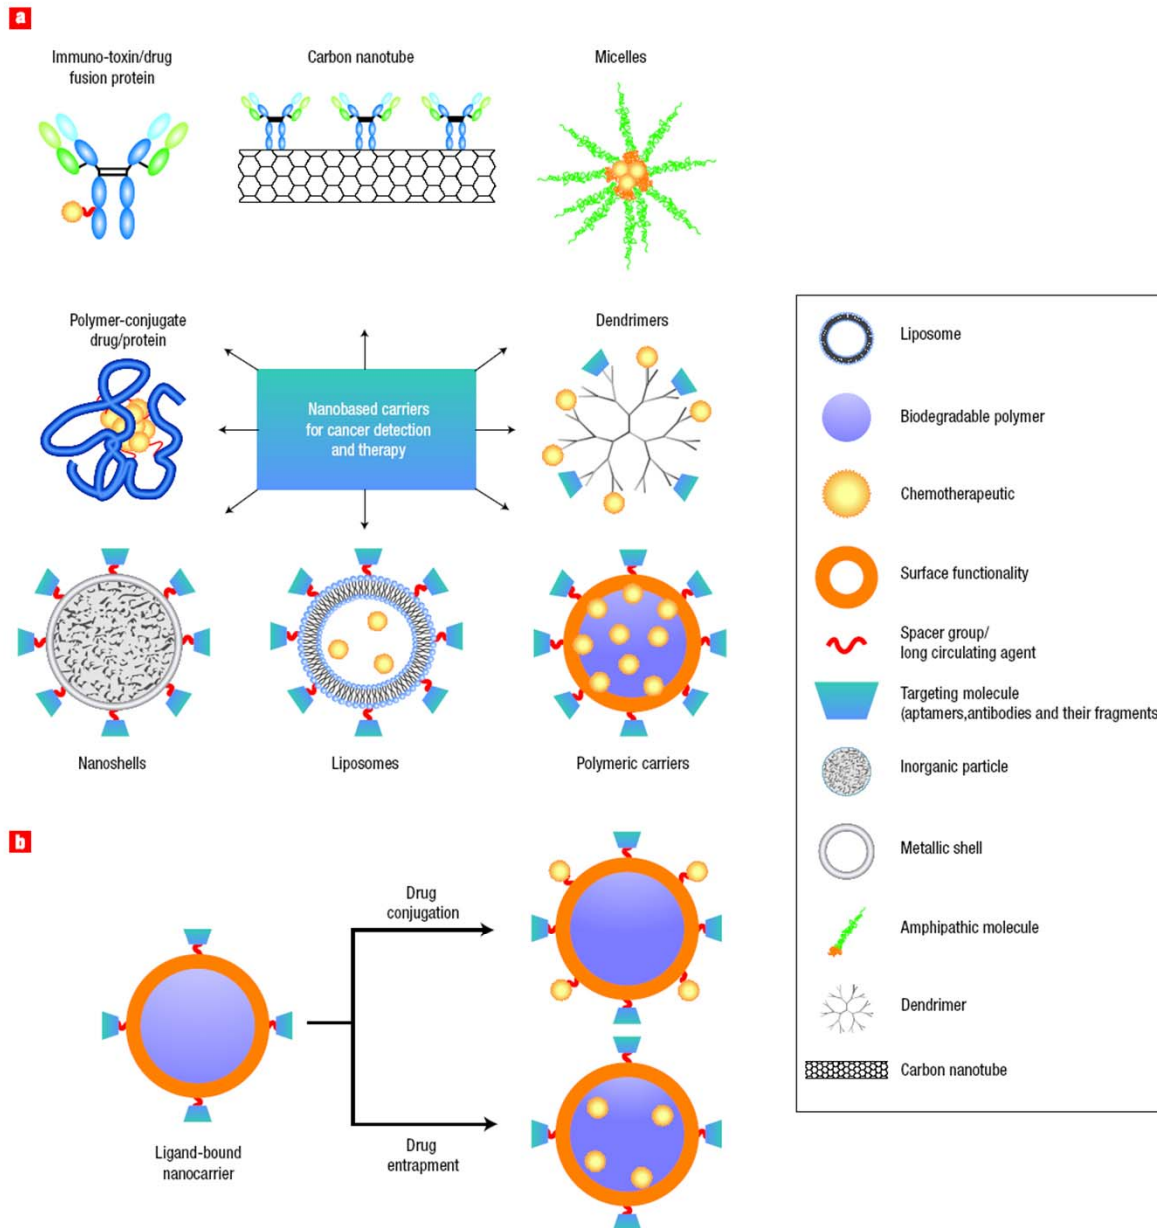 a
Immuno-toxin/drug
fusion protein
Carbon nanotube
Micelles
Polymer-conjugate
drug/protein
Nanobased carriers
for cancer detection
and therapy
Dendrimers
Nanoshells
Liposomes
Polymeric carriers
Liposome
Biodegradable polymer
Chemotherapeutic
Surface functionality
Spacer group/
long circulating agent
Targeting molecule
(aptamers,antibodies and their fragments
Inorganic particle
Metallic shell
Amphipathic molecule
Dendrimer
Carbon nanotube
b
Ligand-bound
nanocarrier
Drug
conjugation
Drug
entrapment